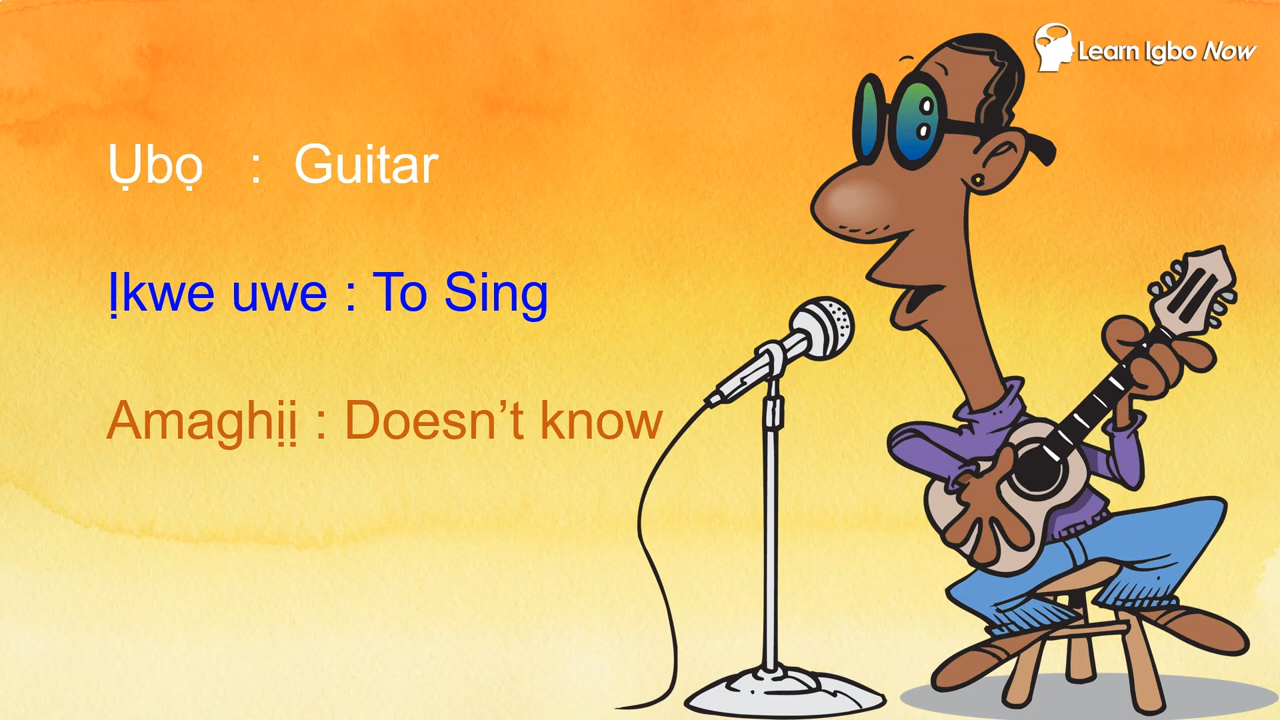 Learn Igbo Now
Ụbọ : Guitar
Ịkwe uwe : To Sing
Amaghịị : Doesn’t know